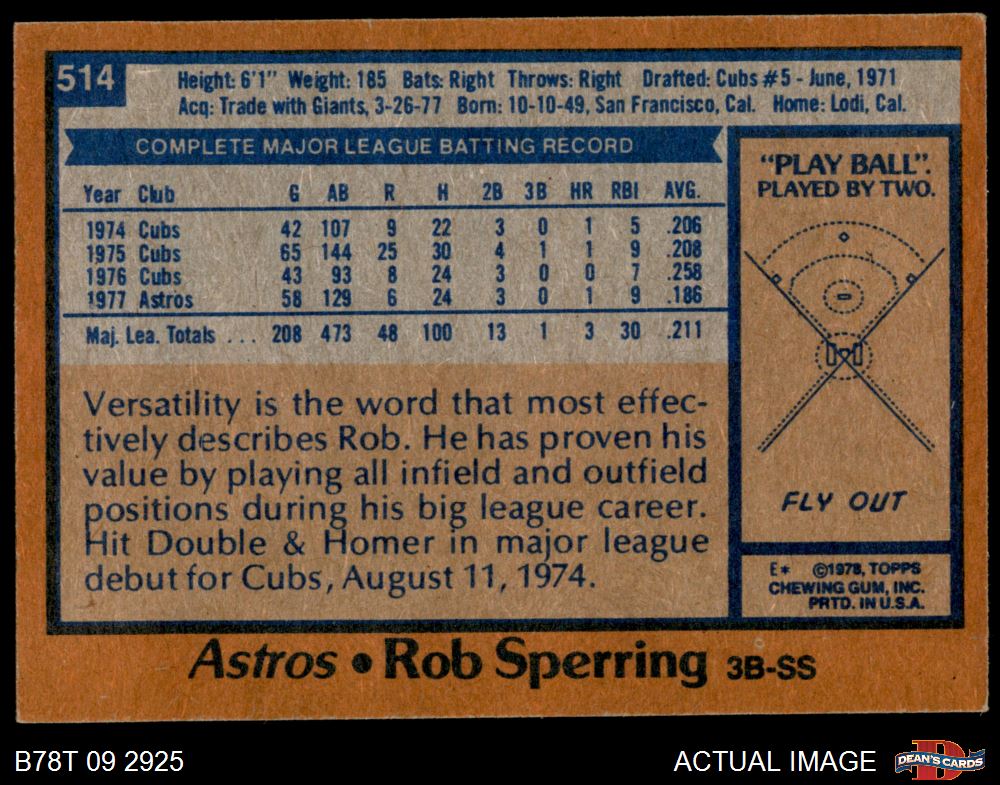 514
Height: 6'1" Weight: 185 Bats: Right Throws: Right Drafted: Cubs #5 - June, 1971
Acq: Trade with Giants, 3-26-77 Born: 10-10-49, San Francisco, Cal. Home: Lodi, Cal.
COMPLETE MAJOR LEAGUE BATTING RECORD
Year Club G AB R H 2B 3B HR RBI AVG.
1974 Cubs 42 107 9 22 3 0 1 5 .206
1975 Cubs 65 144 25 30 4 1 1 9 .208
1976 Cubs 43 93 8 24 3 0 0 7 .258
1977 Astros 58 129 6 24 3 0 1 9 .186
Maj. Lea. Totals ... 208 473 48 100 13 1 3 30 .211
Versatility is the word that most effec-
tively describes Rob. He has proven his
value by playing all infield and outfield
positions during his big league career.
Hit Double & Homer in major league
debut for Cubs, August 11, 1974.
"PLAY BALL".
PLAYED BY TWO.
FLY OUT
E* ©1978, TOPPS
CHEWING GUM, INC.
PRTD. IN U.S.A.
Astros • Rob Sperring 3B-SS
B78T 09 2925
ACTUAL IMAGE
D
DEAN'S CARDS